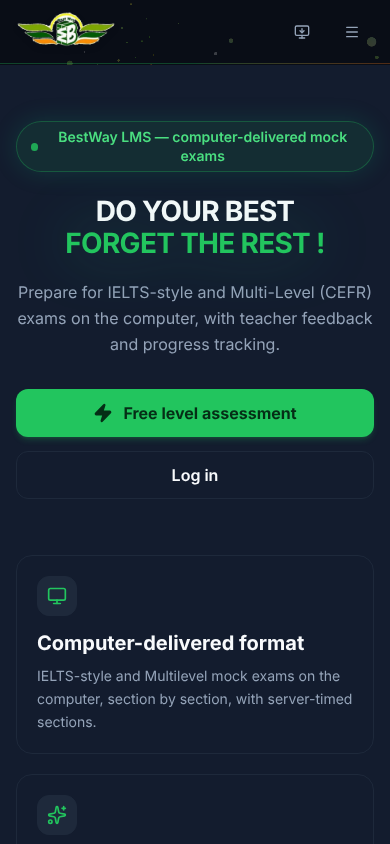 BestWay LMS — computer-delivered mock
exams
DO YOUR BEST
FORGET THE REST !
Prepare for IELTS-style and Multi-Level (CEFR)
exams on the computer, with teacher feedback
and progress tracking.
Free level assessment
Log in
Computer-delivered format
IELTS-style and Multilevel mock exams on the
computer, section by section, with server-timed
sections.